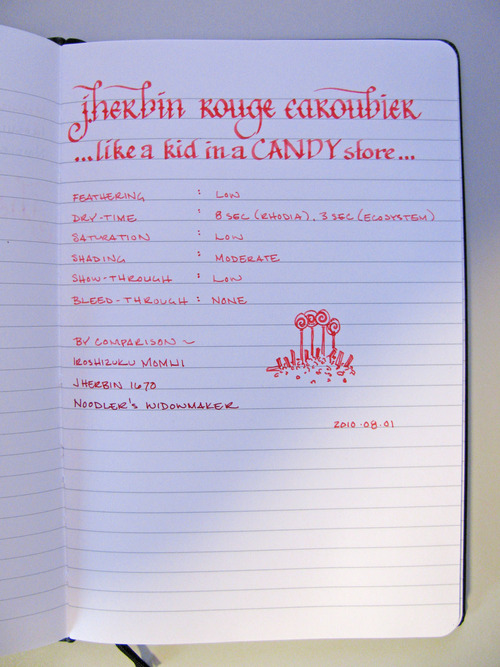 jherbin rouge caroubier
...like a kid in a CANDY store...
FEATHERING : LOW
DRY-TIME : 8 SEC (RHODIA), 3 SEC (ECOSYSTEM)
SATURATION : LOW
SHADING : MODERATE
SHOW-THROUGH : LOW
BLEED-THROUGH : NONE
BY COMPARISON ~
IROSHIZUKU MOMIJI
JHERBIN 1670
NOODLER'S WIDOWMAKER
2010.08.01